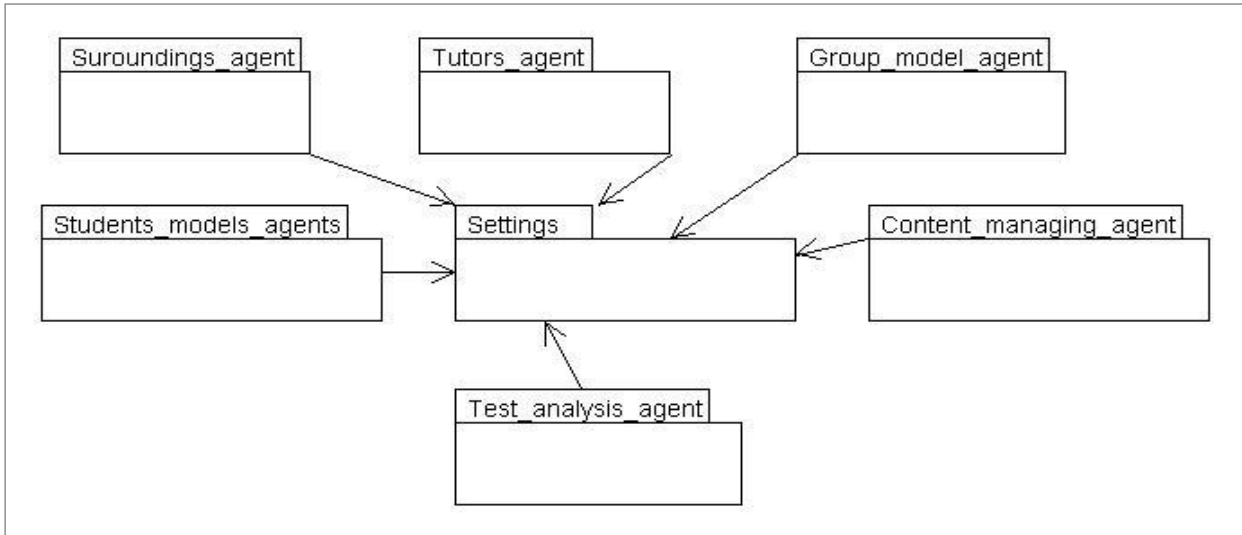 Suroundings_agent
Tutors_agent
Group_model_agent
Students_models_agents
Settings
Content_managing_agent
Test_analysis_agent